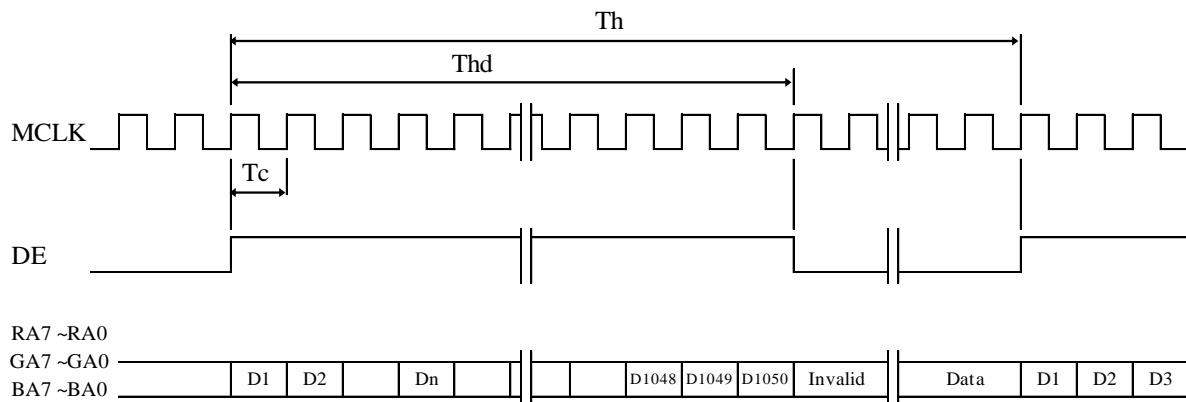 Th
Thd
MCLK
Tc
DE
RA7 ~RA0
GA7 ~GA0
BA7 ~BA0
D1 D2 Dn D1048 D1049 D1050 Invalid Data D1 D2 D3